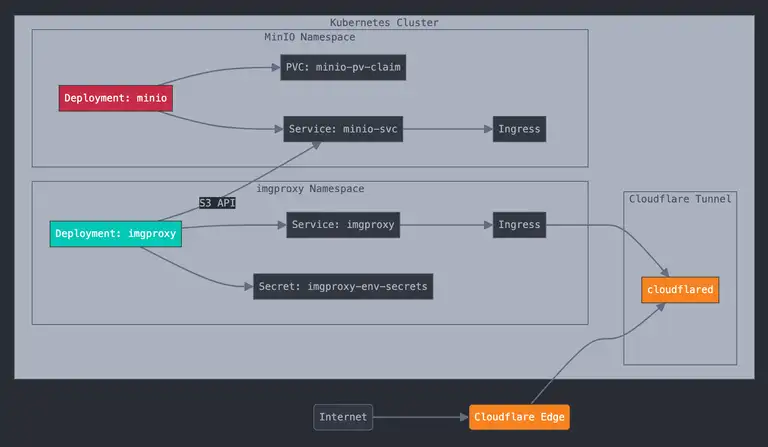 Kubernetes Cluster
MinIO Namespace
PVC: minio-pv-claim
Deployment: minio
Service: minio-svc
Ingress
S3 API
imgproxy Namespace
Deployment: imgproxy
Service: imgproxy
Ingress
Secret: imgproxy-env-secrets
Cloudflare Tunnel
cloudflared
Internet
Cloudflare Edge